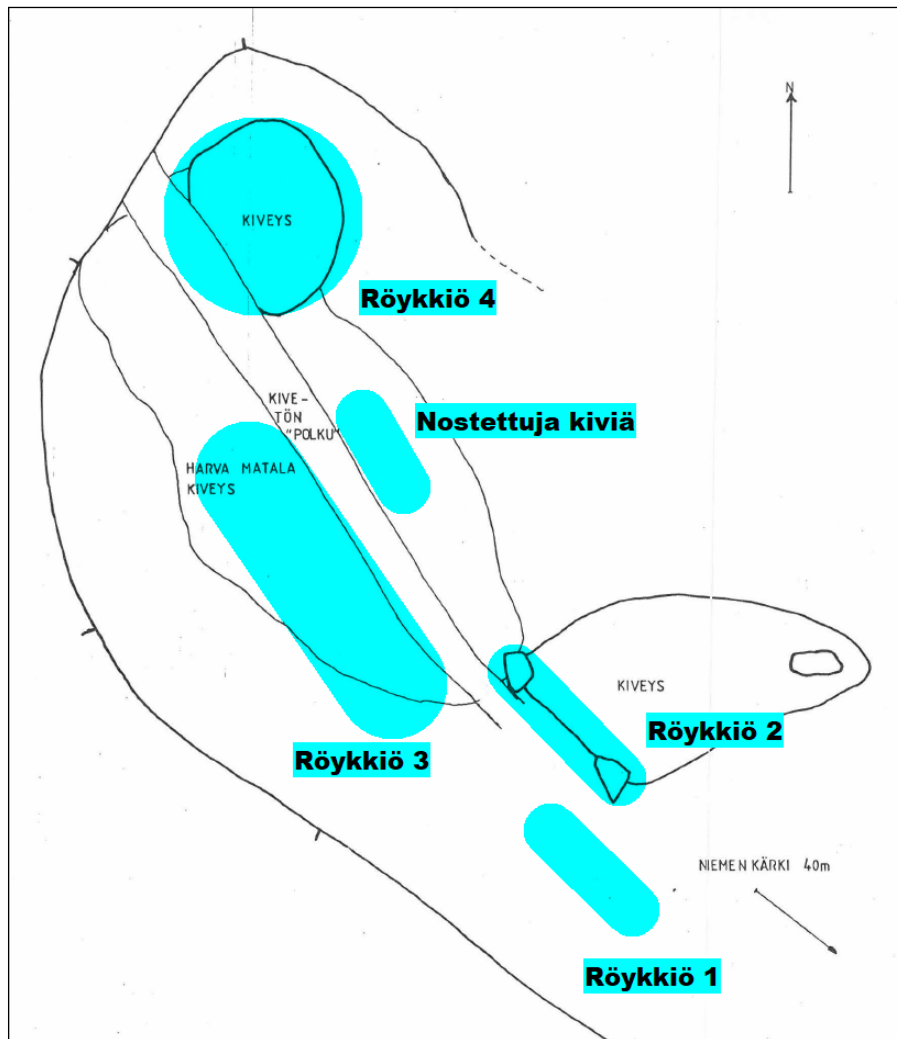 N
KIVEYS
Röykkiö 4
KIVE-
TÖN
"POLKU"
Nostettuja kiviä
HARVA MATALA
KIVEYS
KIVEYS
Röykkiö 2
Röykkiö 3
NIEMEN KÄRKI 40m
Röykkiö 1